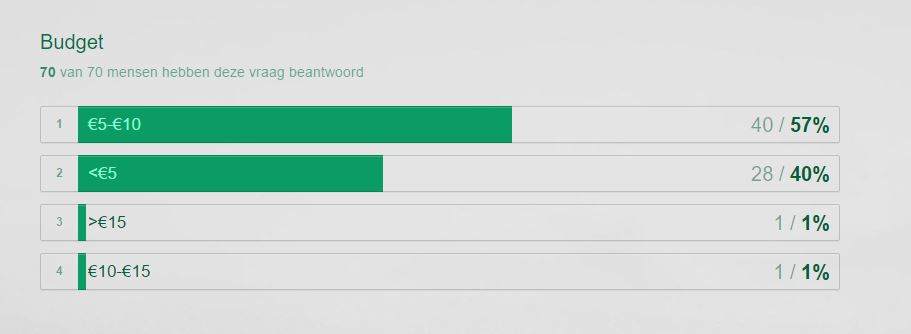 Budget
70 van 70 mensen hebben deze vraag beantwoord
1 €5-€10 40 / 57%
2 <€5 28 / 40%
3 >€15 1 / 1%
4 €10-€15 1 / 1%